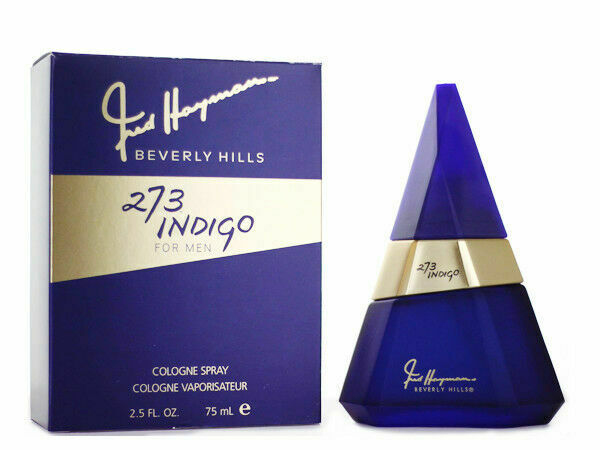 Fred Hayman
BEVERLY HILLS
273
INDIGO
FOR MEN
COLOGNE SPRAY
COLOGNE VAPORISATEUR
2.5 FL. OZ. 75 mL e
273
INDIGO
Fred Hayman
BEVERLY HILLS®